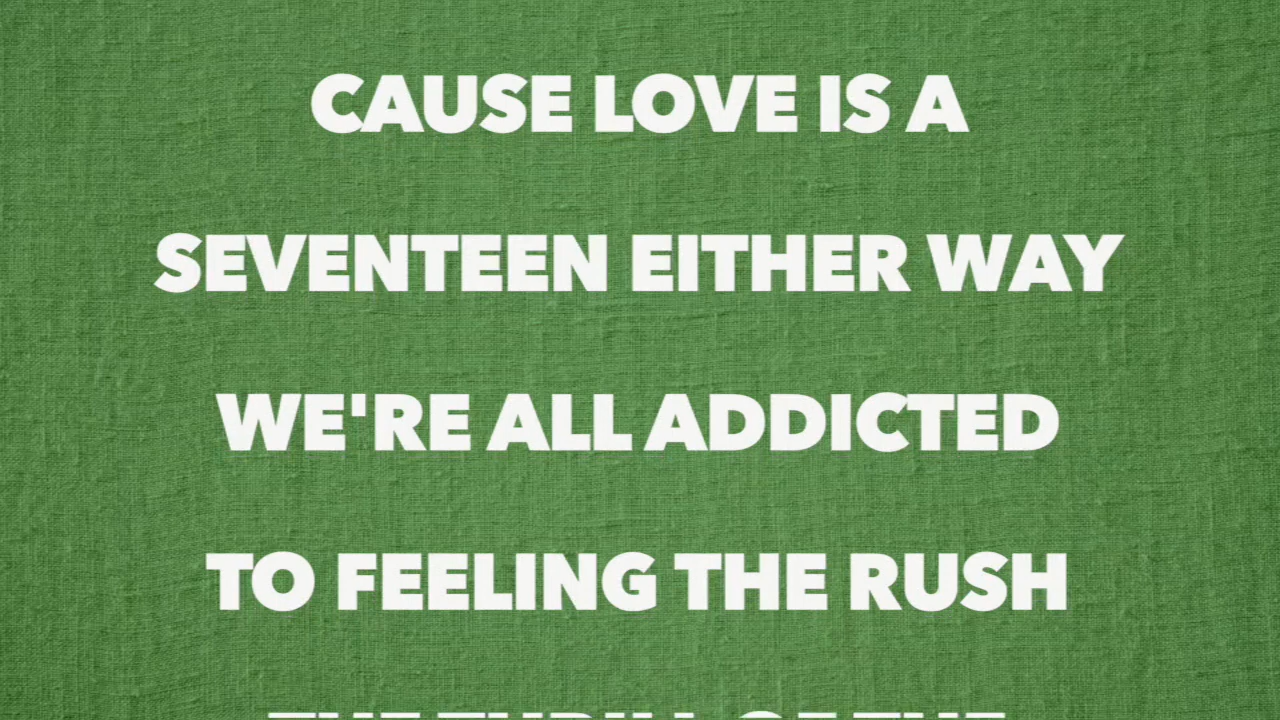 CAUSE LOVE IS A
SEVENTEEN EITHER WAY
WE'RE ALL ADDICTED
TO FEELING THE RUSH